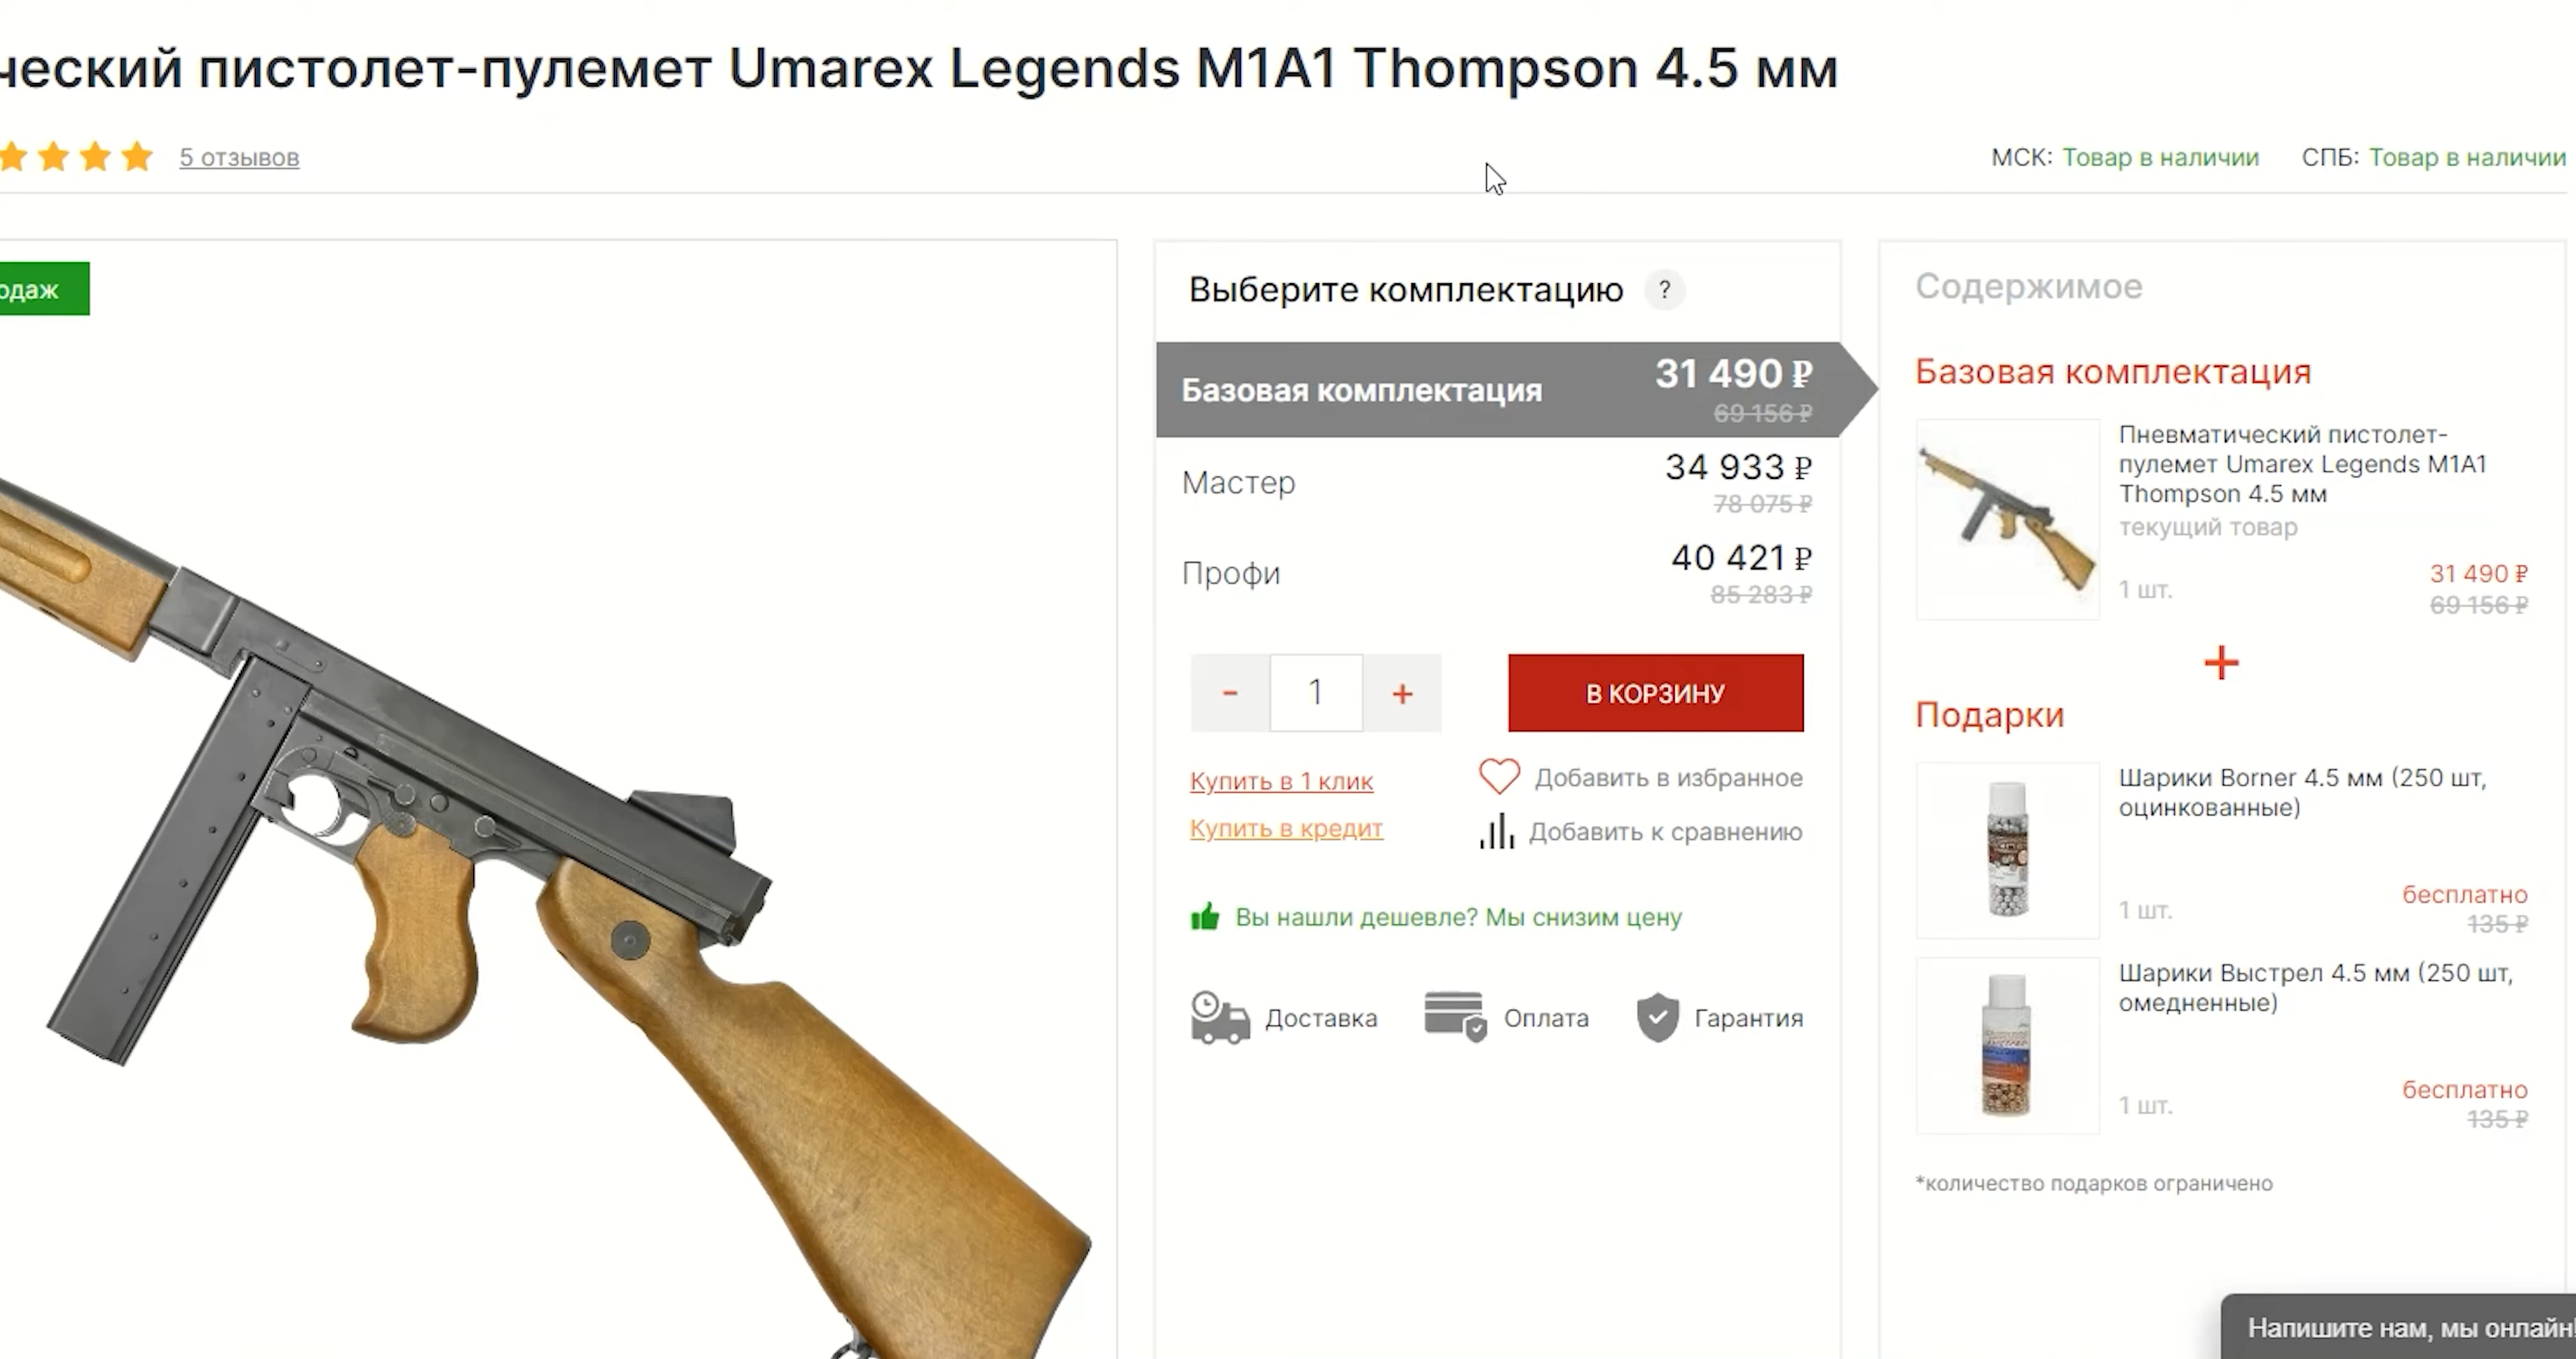 ческий пистолет-пулемет Umarex Legends M1A1 Thompson 4.5 мм
5 отзывов
МСК: Товар в наличии СПБ: Товар в наличии
одаж
Выберите комплектацию ?
Базовая комплектация 31 490 ₽
69 156 ₽
Мастер 34 933 ₽
78 075 ₽
Профи 40 421 ₽
85 283 ₽
- 1 + В КОРЗИНУ
Купить в 1 клик Добавить в избранное
Купить в кредит Добавить к сравнению
Вы нашли дешевле? Мы снизим цену
Доставка Оплата Гарантия
Содержимое
Базовая комплектация
Пневматический пистолет-
пулемет Umarex Legends M1A1
Thompson 4.5 мм
текущий товар
1 шт. 31 490 ₽
69 156 ₽
+
Подарки
Шарики Borner 4.5 мм (250 шт,
оцинкованные)
1 шт. бесплатно
135 ₽
Шарики Выстрел 4.5 мм (250 шт,
омедненные)
1 шт. бесплатно
135 ₽
*количество подарков ограничено
Напишите нам, мы онлайн!